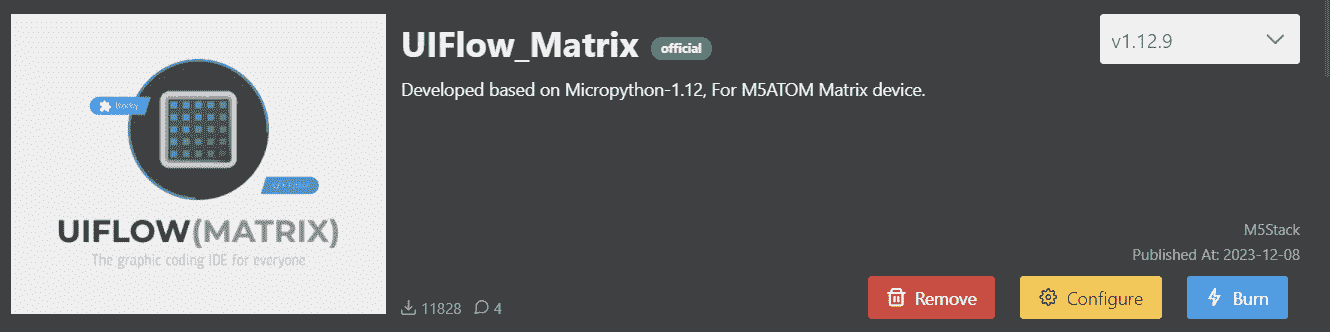 Blockly
UIFLOW(MATRIX)
The graphic coding IDE for everyone
UIFlow_Matrix official
Developed based on Micropython-1.12, For M5ATOM Matrix device.
v1.12.9
M5Stack
Published At: 2023-12-08
11828 4
Remove Configure Burn